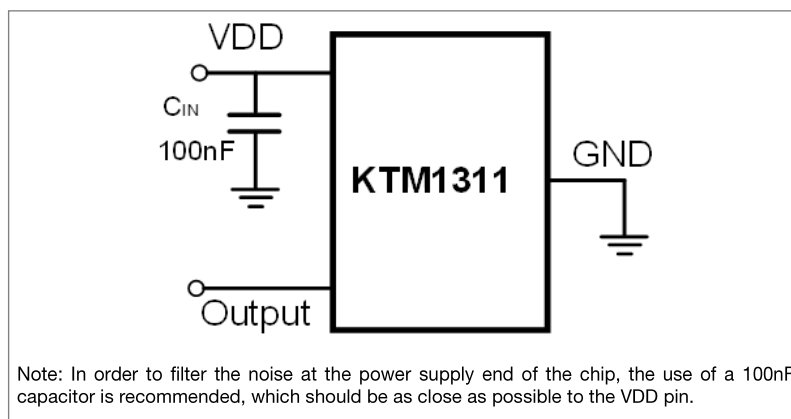 VDD
CIN
100nF
KTM1311
GND
Output
Note: In order to filter the noise at the power supply end of the chip, the use of a 100nF
capacitor is recommended, which should be as close as possible to the VDD pin.